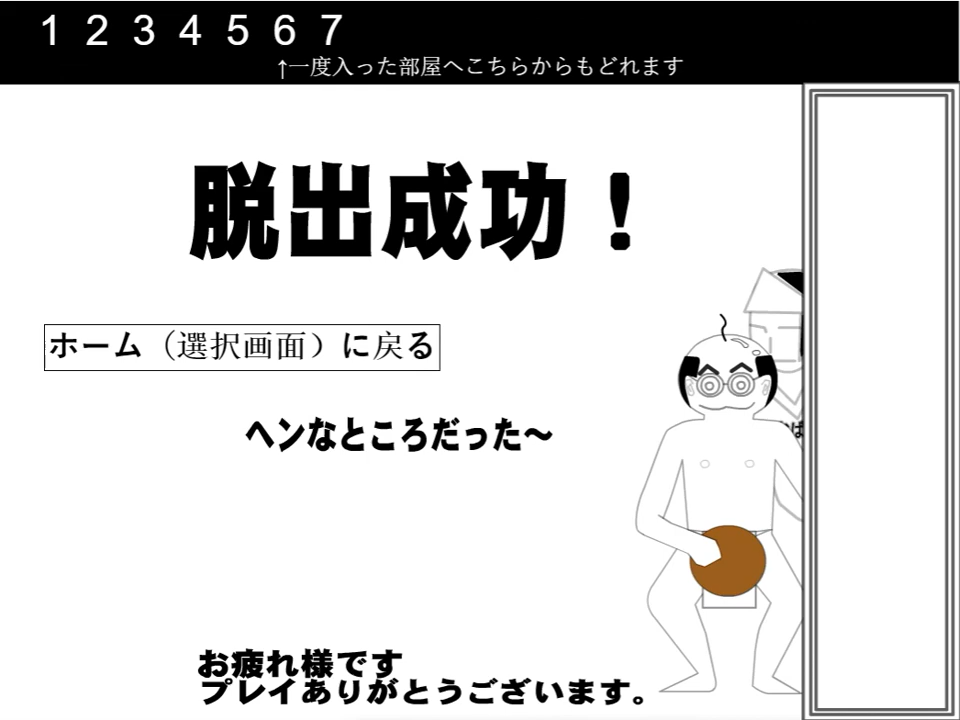 1 2 3 4 5 6 7
↑一度入った部屋へこちらからもどれます
脱出成功！
ホーム（選択画面）に戻る
ヘンなところだった～
お疲れ様です
プレイありがとうございます。